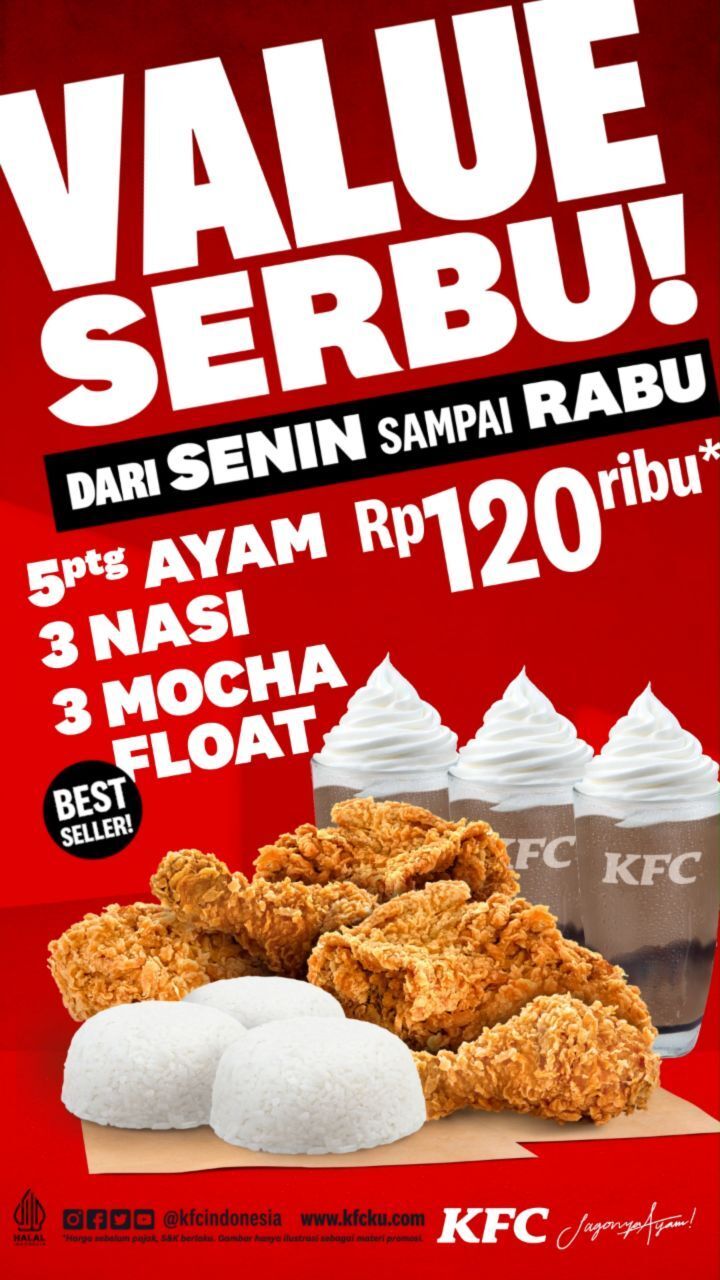 VALUE
SERBU!
DARI SENIN SAMPAI RABU
Rp120ribu*
5ptg AYAM
3 NASI
3 MOCHA
FLOAT
BEST
SELLER!
KFC
KFC
HALAL
INDONESIA
@kfcindonesia www.kfcku.com
*Harga sebelum pajak, S&K berlaku. Gambar hanya ilustrasi sebagai materi promosi.
KFC Jagonya Ayam!